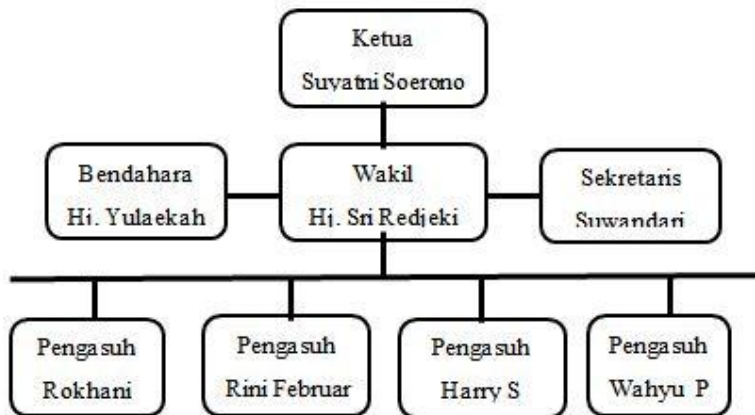 Ketua
Suyatni Soerono
Bendahara
Hj. Yulaekah
Wakil
Hj. Sri Redjeki
Sekretaris
Suwandari
Pengasuh
Rokhani
Pengasuh
Rini Februar
Pengasuh
Harry S
Pengasuh
Wahyu P